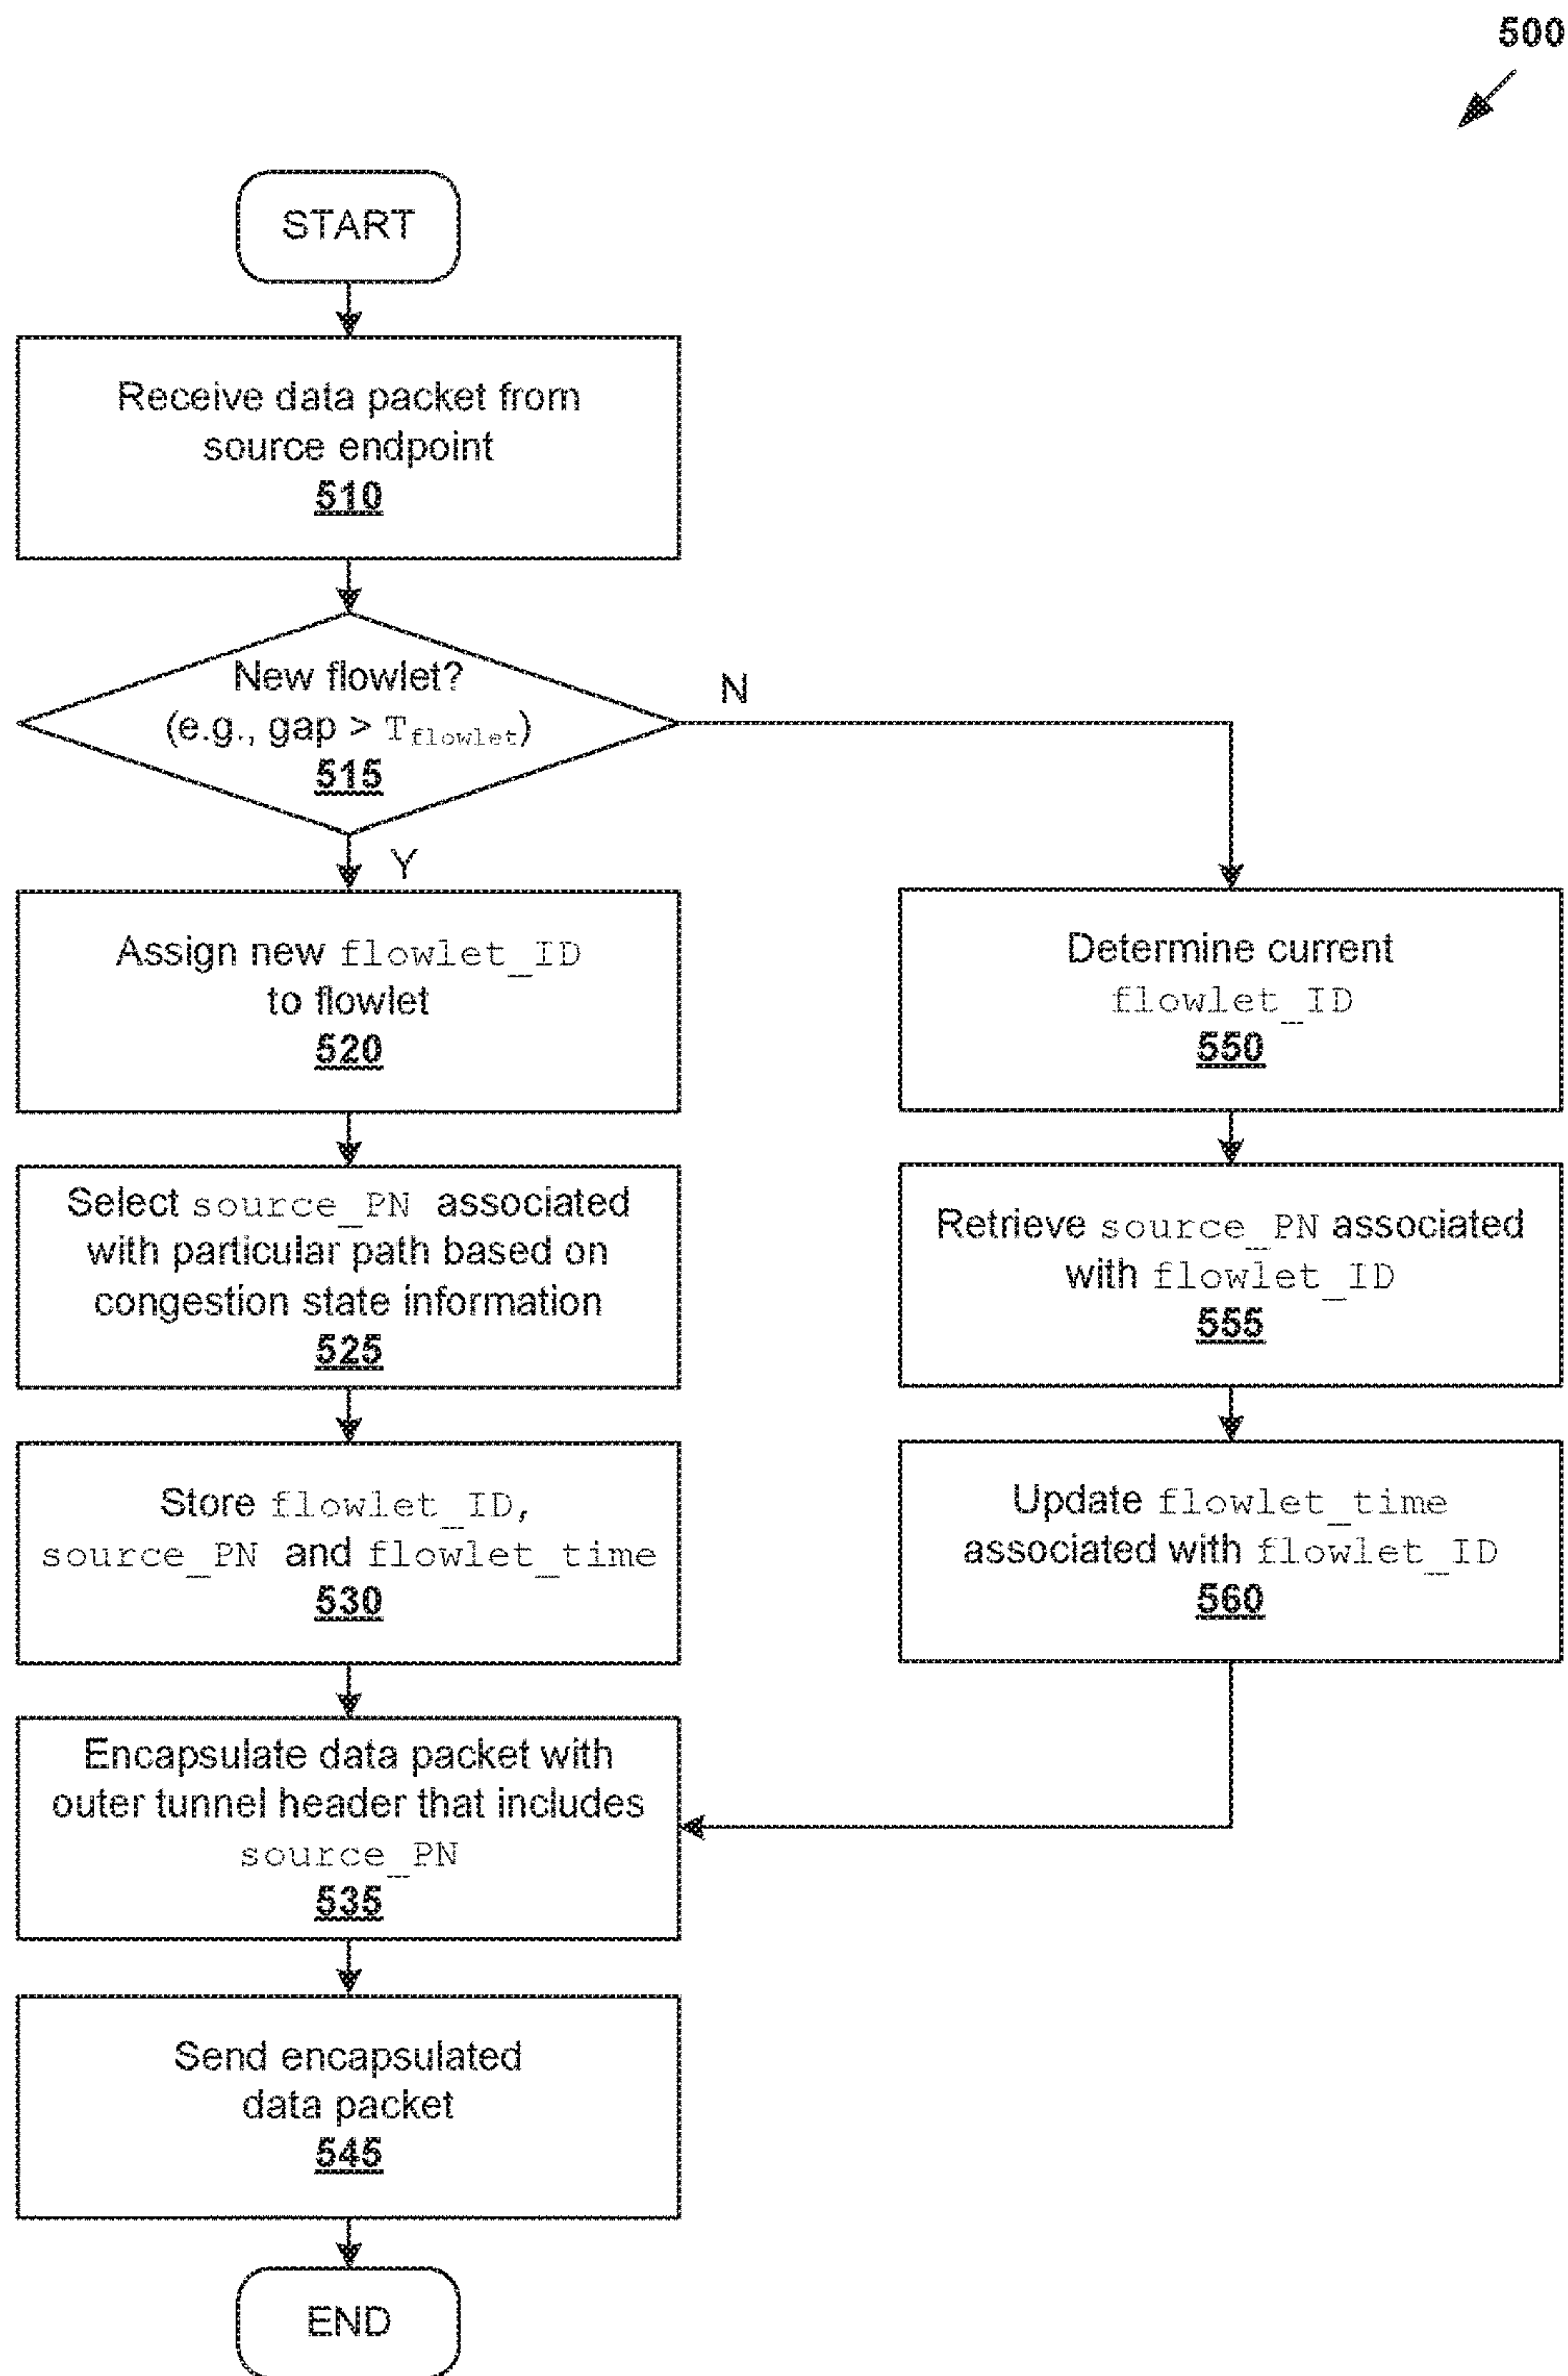 500
START
Receive data packet from
source endpoint
510
New flowlet?
(e.g., gap > Tflowlet)
515
N
Y
Assign new flowlet_ID
to flowlet
520
Select source_PN associated
with particular path based on
congestion state information
525
Store flowlet_ID,
source_PN and flowlet_time
530
Encapsulate data packet with
outer tunnel header that includes
source_PN
535
Send encapsulated
data packet
545
END
Determine current
flowlet_ID
550
Retrieve source_PN associated
with flowlet_ID
555
Update flowlet_time
associated with flowlet_ID
560